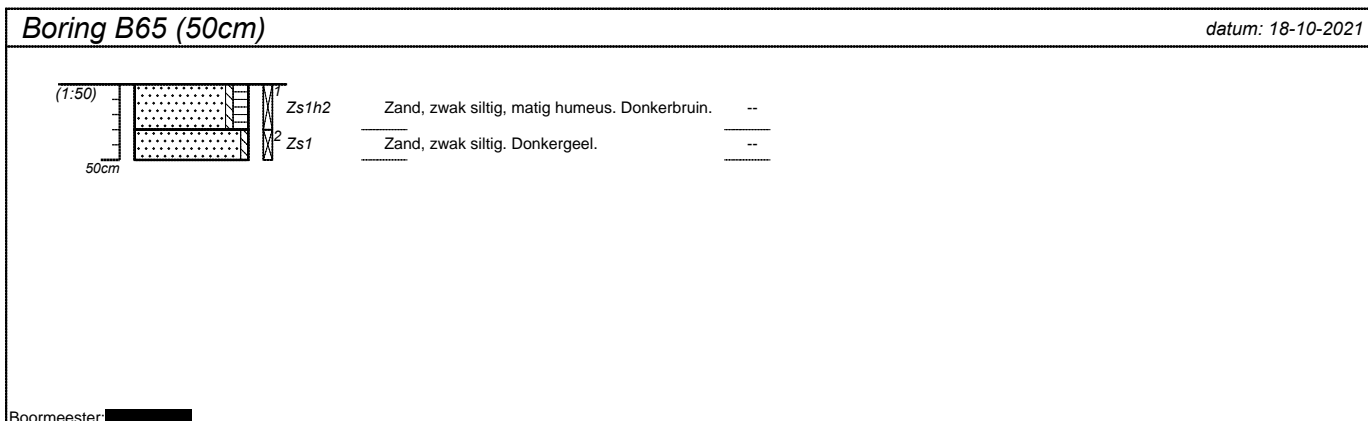 Boring B65 (50cm) datum: 18-10-2021
(1:50) 1 Zs1h2 Zand, zwak siltig, matig humeus. Donkerbruin. --
2 Zs1 Zand, zwak siltig. Donkergeel. --
50cm
Boormeester: